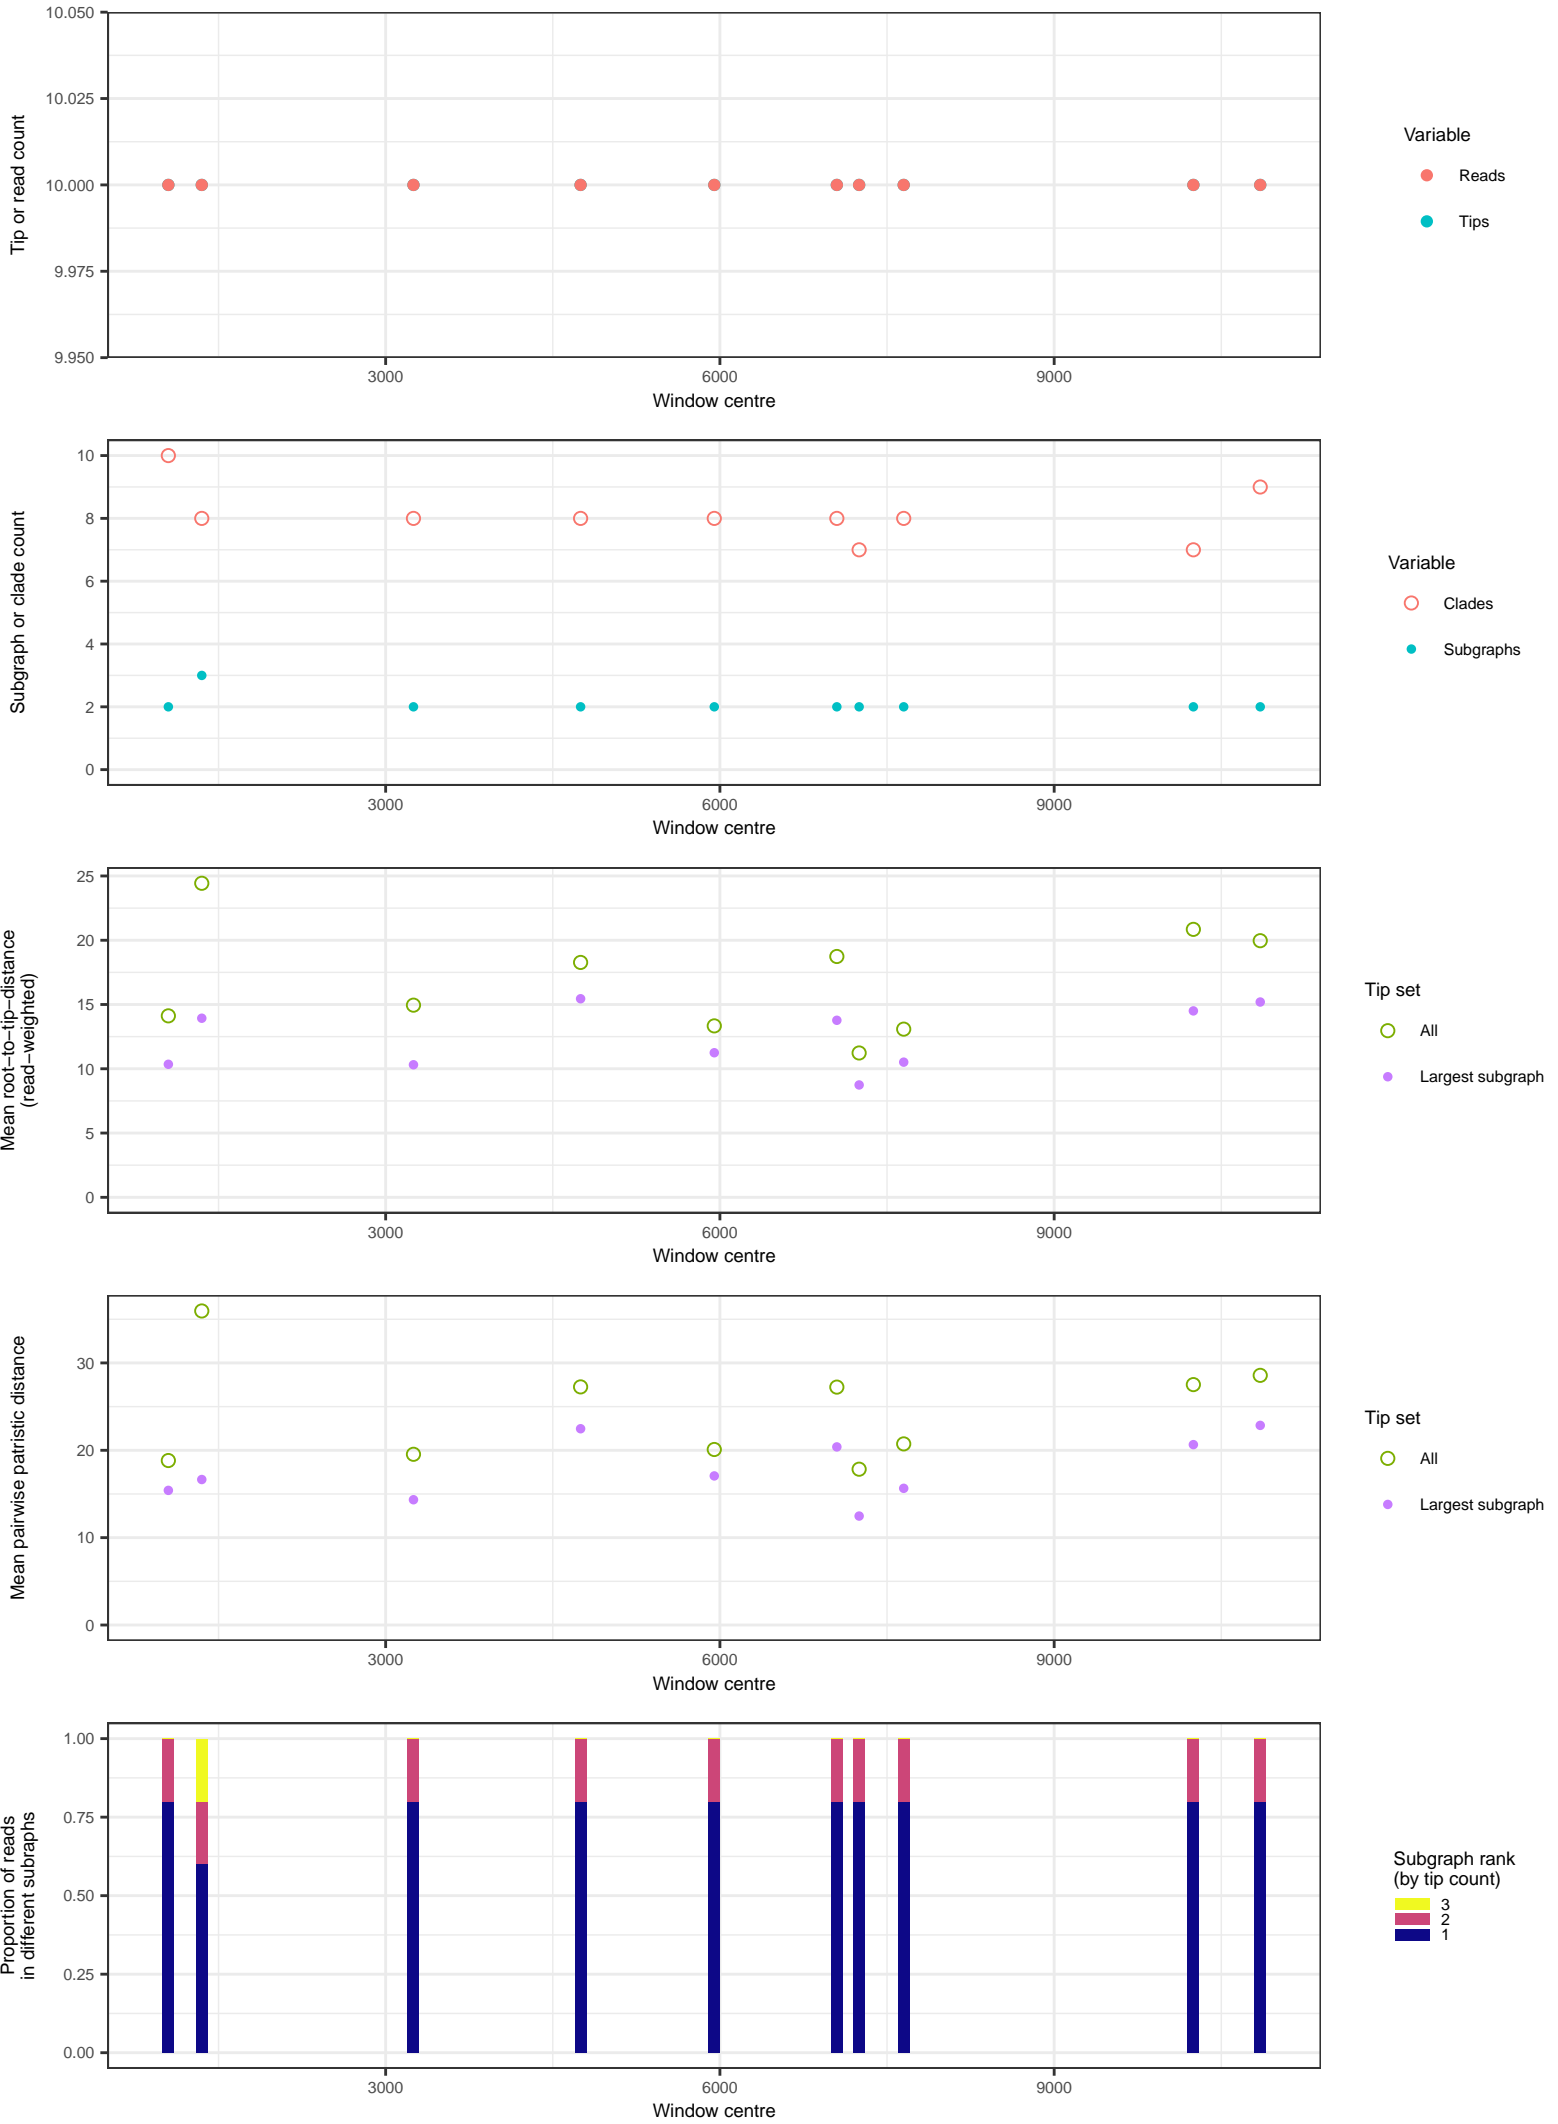 10.050
10.025
10.000
9.975
9.950
Tip or read count
3000 6000 9000
Window centre
Variable
Reads
Tips
10
8
6
4
2
0
Subgraph or clade count
3000 6000 9000
Window centre
Variable
Clades
Subgraphs
25
20
15
10
5
0
Mean root−to−tip−distance
(read−weighted)
3000 6000 9000
Window centre
Tip set
All
Largest subgraph
30
20
10
0
Mean pairwise patristic distance
3000 6000 9000
Window centre
Tip set
All
Largest subgraph
1.00
0.75
0.50
0.25
0.00
Proportion of reads
in different subraphs
3000 6000 9000
Window centre
Subgraph rank
(by tip count)
3
2
1